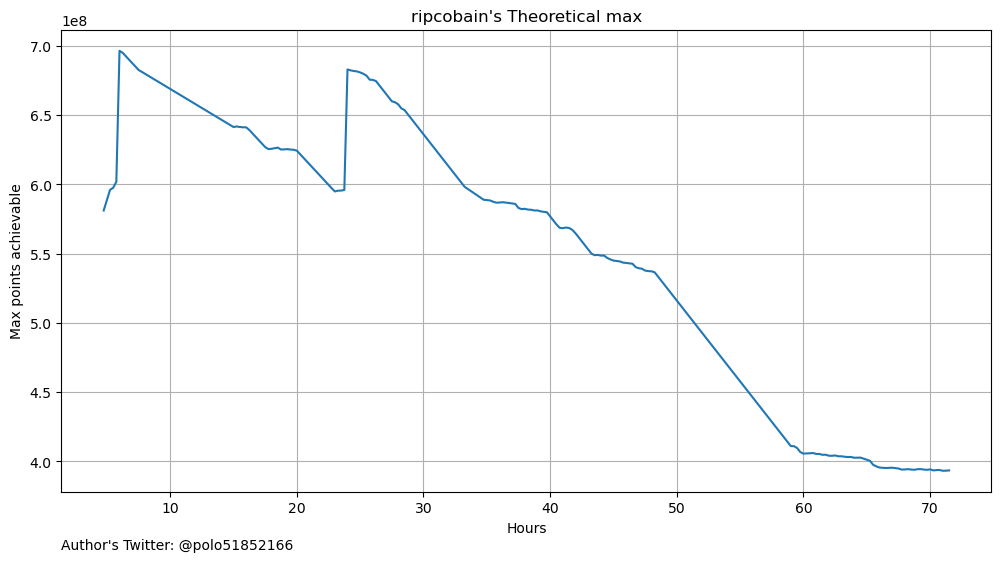 ripcobain's Theoretical max
1e8
7.0
6.5
6.0
5.5
5.0
4.5
4.0
Max points achievable
10 20 30 40 50 60 70
Hours
Author's Twitter: @polo51852166